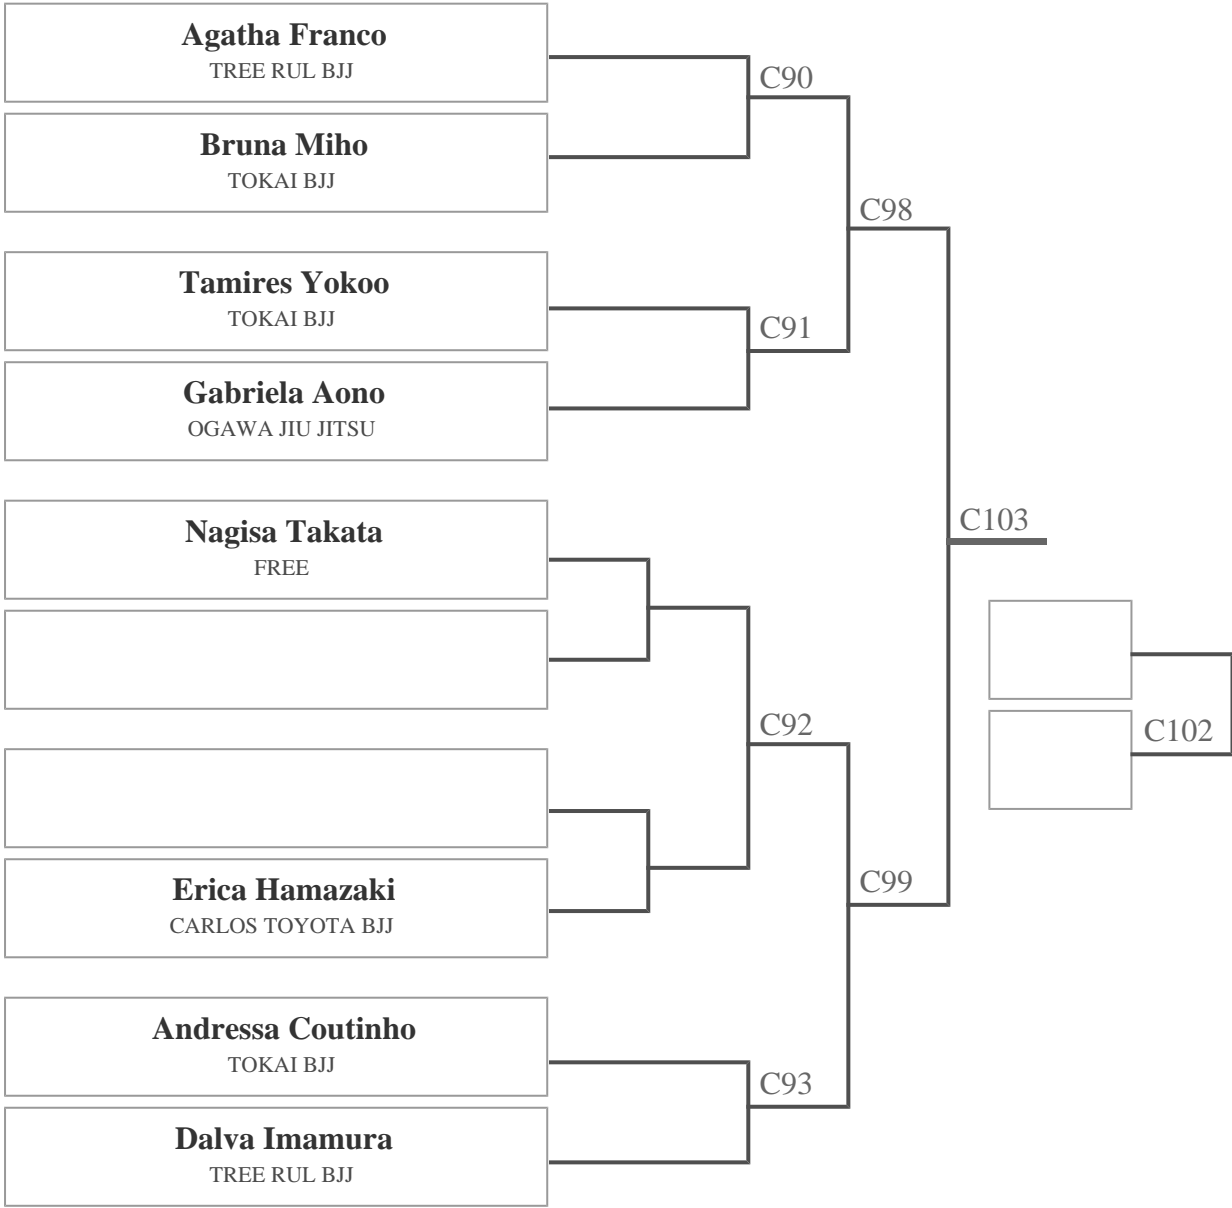 Agatha Franco
TREE RUL BJJ
C90
Bruna Miho
TOKAI BJJ
C98
Tamires Yokoo
TOKAI BJJ
C91
Gabriela Aono
OGAWA JIU JITSU
Nagisa Takata
FREE
C103
C92
C102
Erica Hamazaki
CARLOS TOYOTA BJJ
C99
Andressa Coutinho
TOKAI BJJ
C93
Dalva Imamura
TREE RUL BJJ